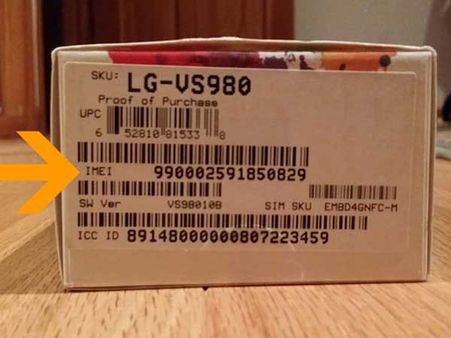 SKU: LG-VS980
Proof of Purchase
UPC
6 52810 81533 8
IMEI 990002591850829
SW Ver VS98010B SIM SKU EMBD4GNFC-M
ICC ID 89148000000807223459